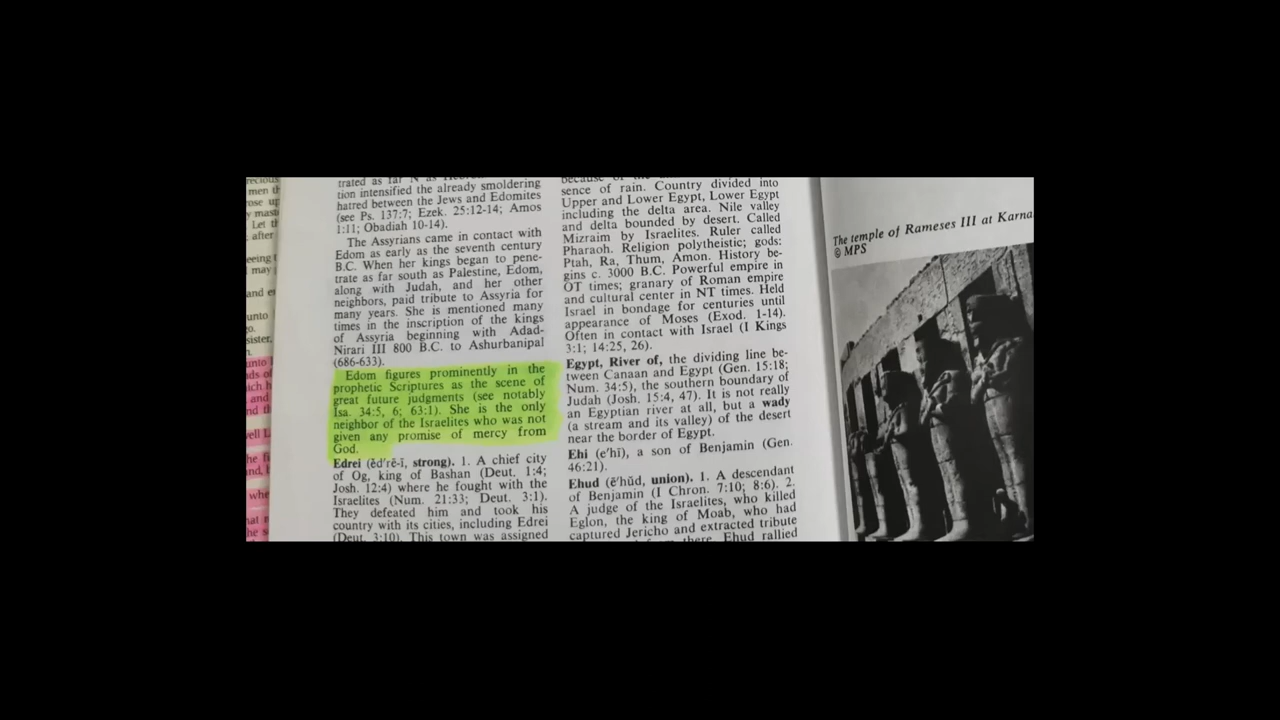 trated as far N as
tion intensified the already smoldering
hatred between the Jews and Edomites
(see Ps. 137:7; Ezek. 25:12-14; Amos
1:11; Obadiah 10-14).
The Assyrians came in contact with
Edom as early as the seventh century
B.C. When her kings began to pene-
trate as far south as Palestine, Edom,
along with Judah, and her other
neighbors, paid tribute to Assyria for
many years. She is mentioned many
times in the inscription of the kings
of Assyria beginning with Adad-
Nirari III 800 B.C. to Ashurbanipal
(686-633).
Edom figures prominently in the
prophetic Scriptures as the scene of
great future judgments (see notably
Isa. 34:5, 6; 63:1). She is the only
neighbor of the Israelites who was not
given any promise of mercy from
God.
Edrei (ĕd'rē-ī, strong). 1. A chief city
of Og, king of Bashan (Deut. 1:4;
Josh. 12:4) where he fought with the
Israelites (Num. 21:33; Deut. 3:1).
They defeated him and took his
country with its cities, including Edrei
(Deut. 3:10). This town was assigned
because of the
sence of rain. Country divided into
Upper and Lower Egypt, Lower Egypt
including the delta area. Nile valley
and delta bounded by desert. Called
Mizraim by Israelites. Ruler called
Pharaoh. Religion polytheistic; gods:
Ptah, Ra, Thum, Amon. History be-
gins c. 3000 B.C. Powerful empire in
OT times; granary of Roman empire
and cultural center in NT times. Held
Israel in bondage for centuries until
appearance of Moses (Exod. 1-14).
Often in contact with Israel (I Kings
3:1; 14:25, 26).
Egypt, River of, the dividing line be-
tween Canaan and Egypt (Gen. 15:18;
Num. 34:5), the southern boundary of
Judah (Josh. 15:4, 47). It is not really
an Egyptian river at all, but a wady
(a stream and its valley) of the desert
near the border of Egypt.
Ehi (e'hī), a son of Benjamin (Gen.
46:21).
Ehud (ē'hŭd, union). 1. A descendant
of Benjamin (I Chron. 7:10; 8:6). 2.
A judge of the Israelites, who killed
Eglon, the king of Moab, who had
captured Jericho and extracted tribute
there. Ehud rallied
The temple of Rameses III at Karna
© MPS